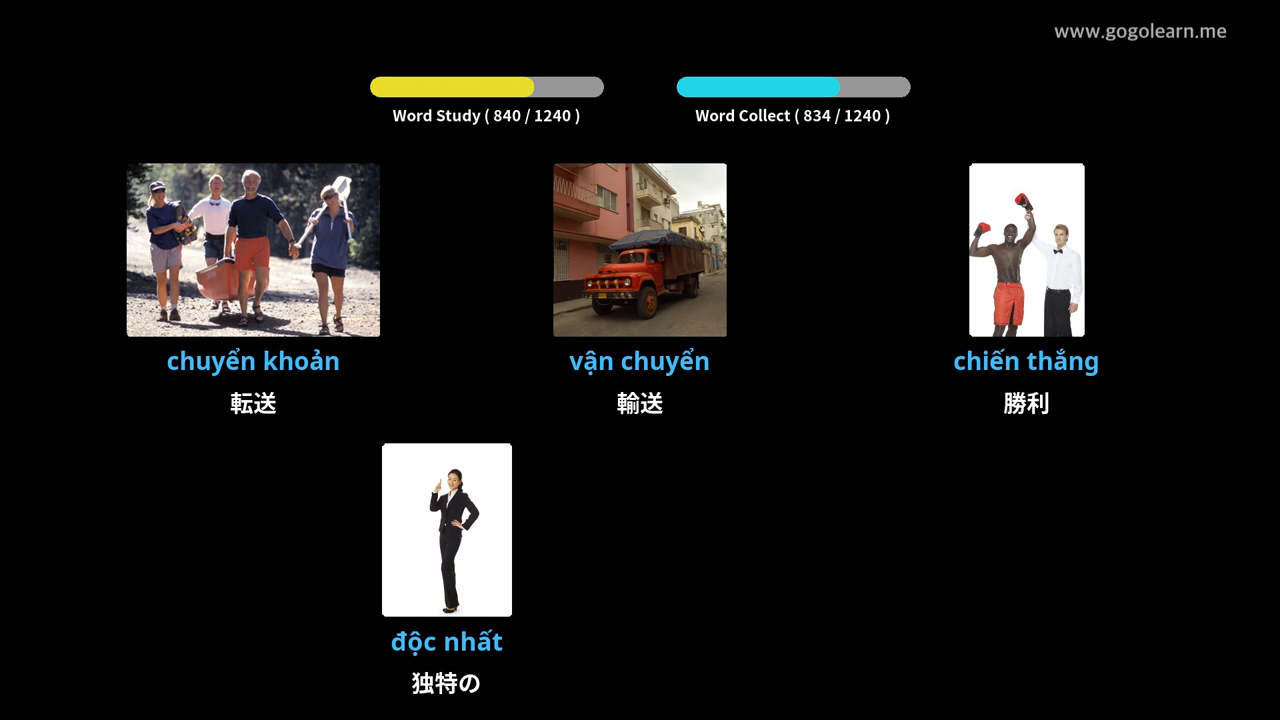 www.gogolearn.me
Word Study ( 840 / 1240 )
Word Collect ( 834 / 1240 )
chuyển khoản
転送
vận chuyển
輸送
chiến thắng
勝利
độc nhất
独特の